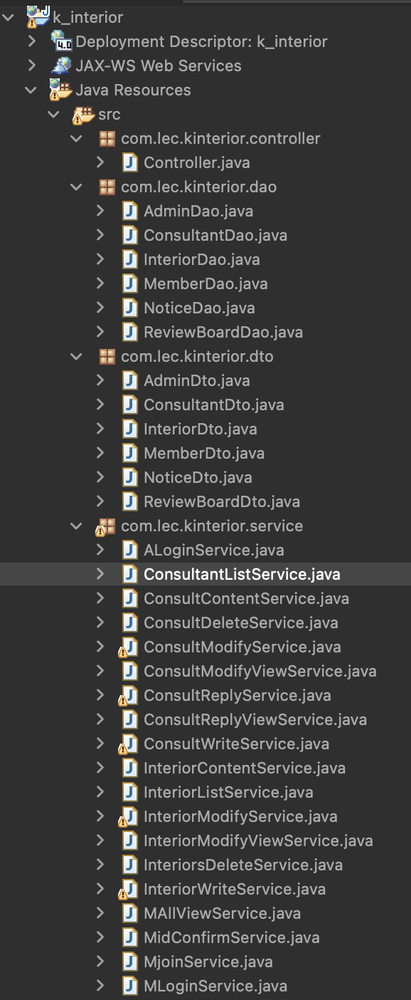 k_interior
Deployment Descriptor: k_interior
JAX-WS Web Services
Java Resources
src
com.lec.kinterior.controller
Controller.java
com.lec.kinterior.dao
AdminDao.java
ConsultantDao.java
InteriorDao.java
MemberDao.java
NoticeDao.java
ReviewBoardDao.java
com.lec.kinterior.dto
AdminDto.java
ConsultantDto.java
InteriorDto.java
MemberDto.java
NoticeDto.java
ReviewBoardDto.java
com.lec.kinterior.service
ALoginService.java
ConsultantListService.java
ConsultContentService.java
ConsultDeleteService.java
ConsultModifyService.java
ConsultModifyViewService.java
ConsultReplyService.java
ConsultReplyViewService.java
ConsultWriteService.java
InteriorContentService.java
InteriorListService.java
InteriorModifyService.java
InteriorModifyViewService.java
InteriorsDeleteService.java
InteriorWriteService.java
MAllViewService.java
MidConfirmService.java
MjoinService.java
MLoginService.java